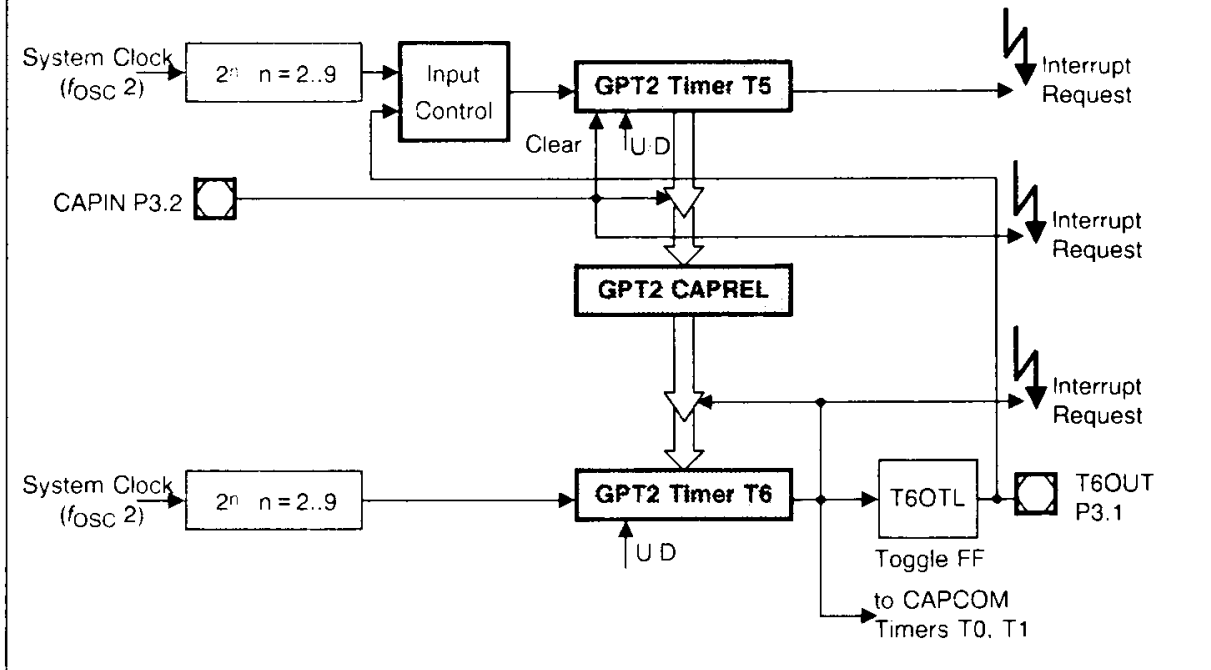 System Clock
(fOSC 2)
2ⁿ n = 2..9
Input
Control
GPT2 Timer T5
Interrupt
Request
Clear
U D
CAPIN P3.2
Interrupt
Request
GPT2 CAPREL
Interrupt
Request
System Clock
(fOSC 2)
2ⁿ n = 2..9
GPT2 Timer T6
T6OTL
T6OUT
P3.1
U D
Toggle FF
to CAPCOM
Timers T0, T1